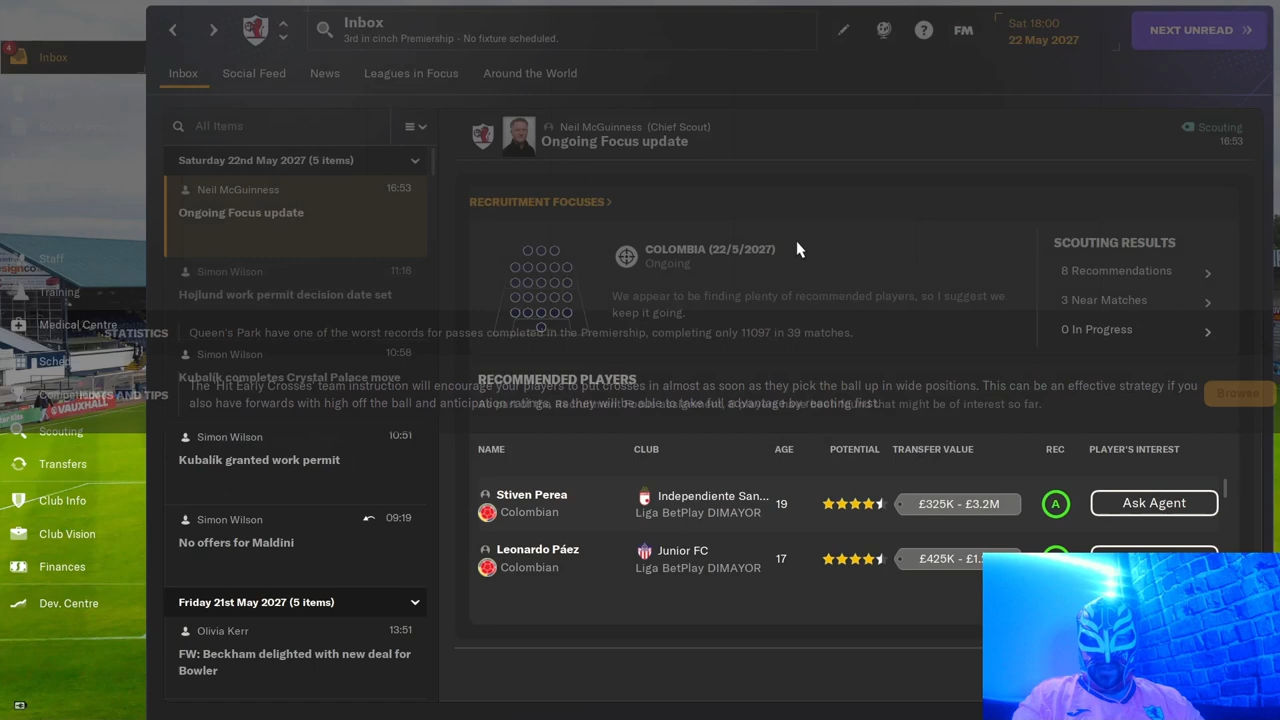 Inbox
3rd in cinch Premiership - No fixture scheduled.
FM
Sat 18:00
22 May 2027
NEXT UNREAD
4
Inbox
Inbox
Social Feed
News
Leagues in Focus
Around the World
All Items
Neil McGuinness (Chief Scout)
Ongoing Focus update
Scouting
16:53
Saturday 22nd May 2027 (5 items)
Neil McGuinness
16:53
Ongoing Focus update
RECRUITMENT FOCUSES >
COLOMBIA (22/5/2027)
Ongoing
We appear to be finding plenty of recommended players, so I suggest we
keep it going.
SCOUTING RESULTS
8 Recommendations
3 Near Matches
0 In Progress
Staff
Training
Medical Centre
Simon Wilson
11:18
Højlund work permit decision date set
STATISTICS
Queen's Park have one of the worst records for passes completed in the Premiership, completing only 11097 in 39 matches.
Simon Wilson
10:58
Kubalík completes Crystal Palace move
The 'Hit Early Crosses' team instruction will encourage your players to put crosses in almost as soon as they pick the ball up in wide positions. This can be an effective strategy if you
also have forwards with high off the ball and anticipation ratings, as they will be able to take full advantage by reacting first.
RECOMMENDED PLAYERS
Browse
Scouting
Transfers
Club Info
Club Vision
Finances
Dev. Centre
Simon Wilson
10:51
Kubalík granted work permit
Simon Wilson
09:19
No offers for Maldini
Friday 21st May 2027 (5 items)
Olivia Kerr
13:51
FW: Beckham delighted with new deal for
Bowler
NAME
CLUB
AGE
POTENTIAL
TRANSFER VALUE
REC
PLAYER'S INTEREST
Stiven Perea
Colombian
Independiente San...
Liga BetPlay DIMAYOR
19
£325K - £3.2M
A
Ask Agent
Leonardo Páez
Colombian
Junior FC
Liga BetPlay DIMAYOR
17
VAUXHALL